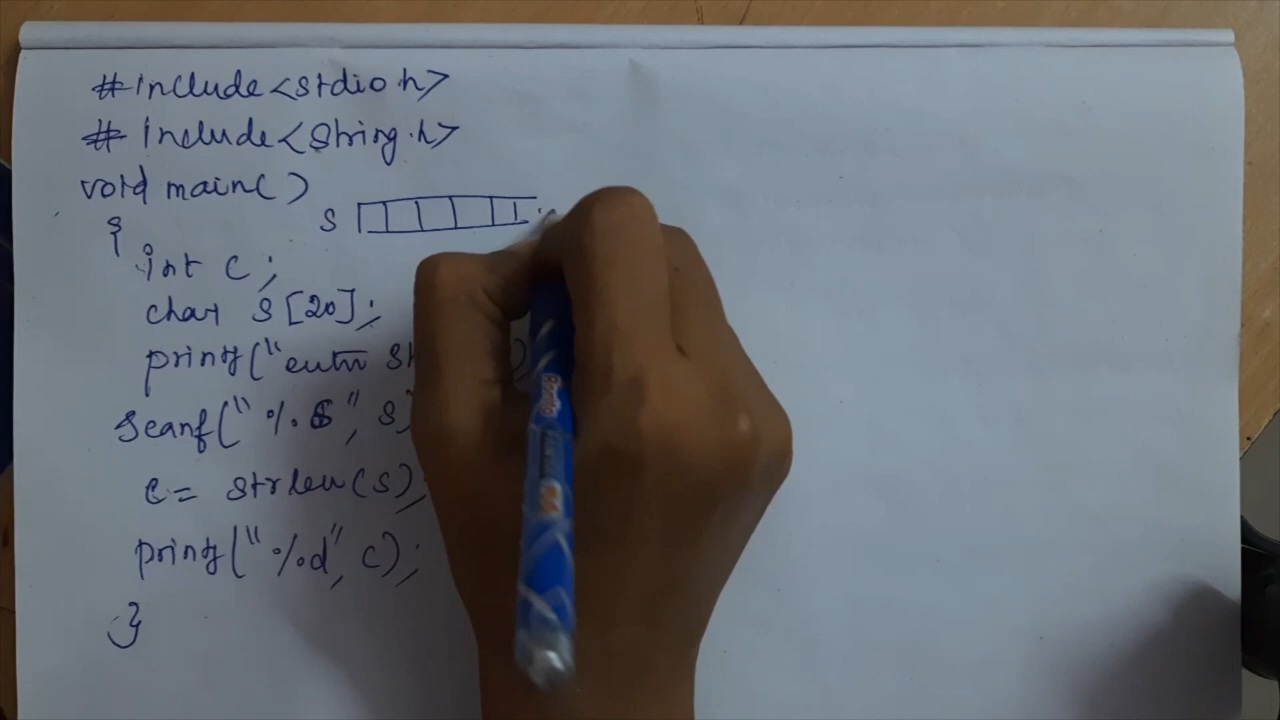 #include<stdio.h>
# include<string.h>
void main( )
{
S
int c;
char s[20];
printf("enter
scanf("%s", s)
c= strlen(s);
printf("%d", c);
}